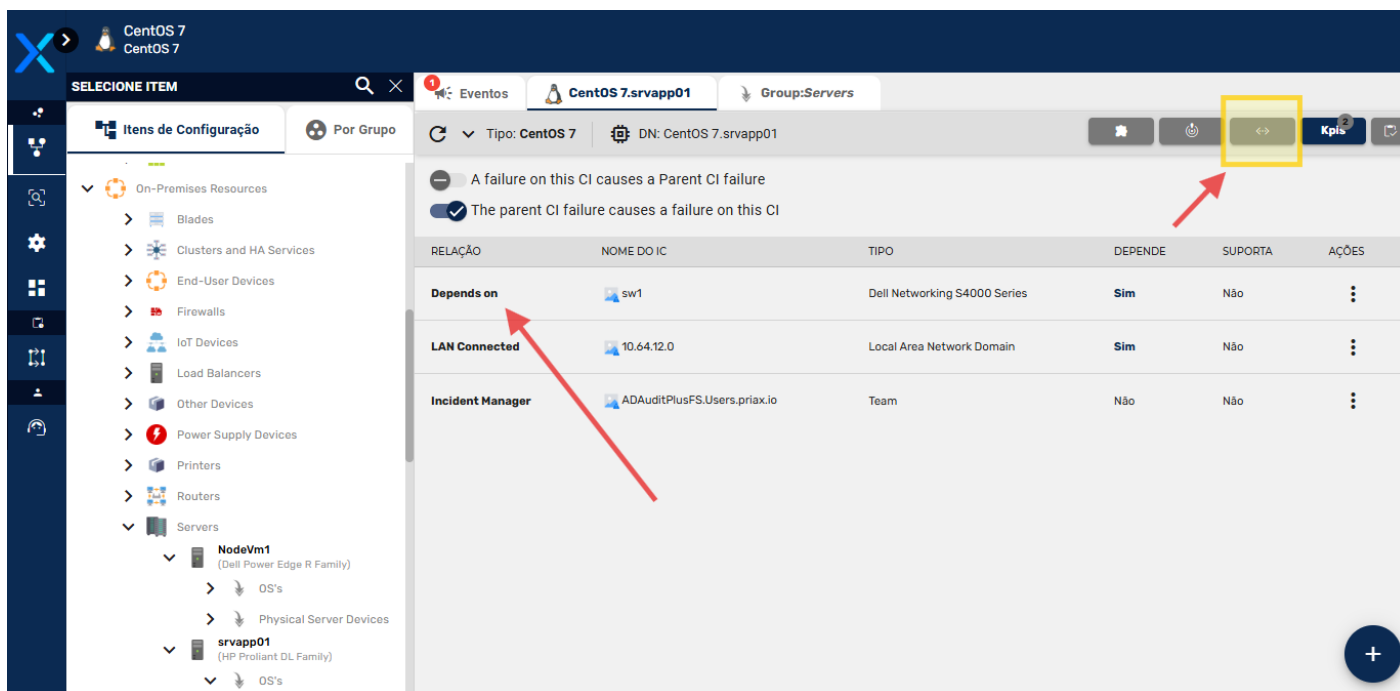 CentOS 7
CentOS 7
SELECIONE ITEM
Itens de Configuração
Por Grupo
On-Premises Resources
Blades
Clusters and HA Services
End-User Devices
Firewalls
IoT Devices
Load Balancers
Other Devices
Power Supply Devices
Printers
Routers
Servers
NodeVm1
(Dell Power Edge R Family)
OS's
Physical Server Devices
srvapp01
(HP Proliant DL Family)
OS's
1
Eventos
CentOS 7.srvapp01
Group:Servers
Tipo: CentOS 7
DN: CentOS 7.srvapp01
Kpis 2
A failure on this CI causes a Parent CI failure
The parent CI failure causes a failure on this CI
RELAÇÃO NOME DO IC TIPO DEPENDE SUPORTA AÇÕES
Depends on sw1 Dell Networking S4000 Series Sim Não
LAN Connected 10.64.12.0 Local Area Network Domain Sim Não
Incident Manager ADAuditPlusFS.Users.priax.io Team Não Não